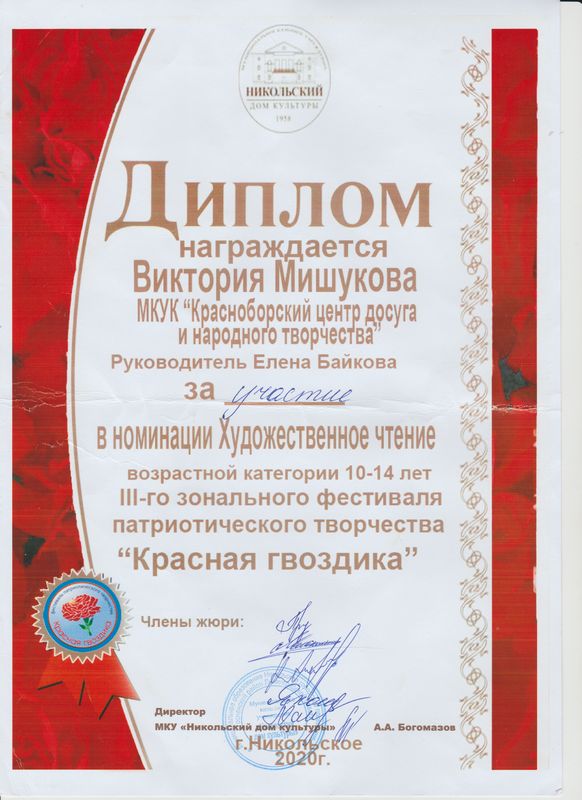 НИКОЛЬСКИЙ
ДОМ КУЛЬТУРЫ
1958
ДИПЛОМ
награждается
Виктория Мишукова
МКУК “Красноборский центр досуга
и народного творчества”
Руководитель Елена Байкова
за участие
в номинации Художественное чтение
возрастной категории 10-14 лет
III-го зонального фестиваля
патриотического творчества
“Красная гвоздика”
Красная гвоздика
Члены жюри:
Директор
МКУ «Никольский дом культуры» А.А. Богомазов
г.Никольское
2020г.